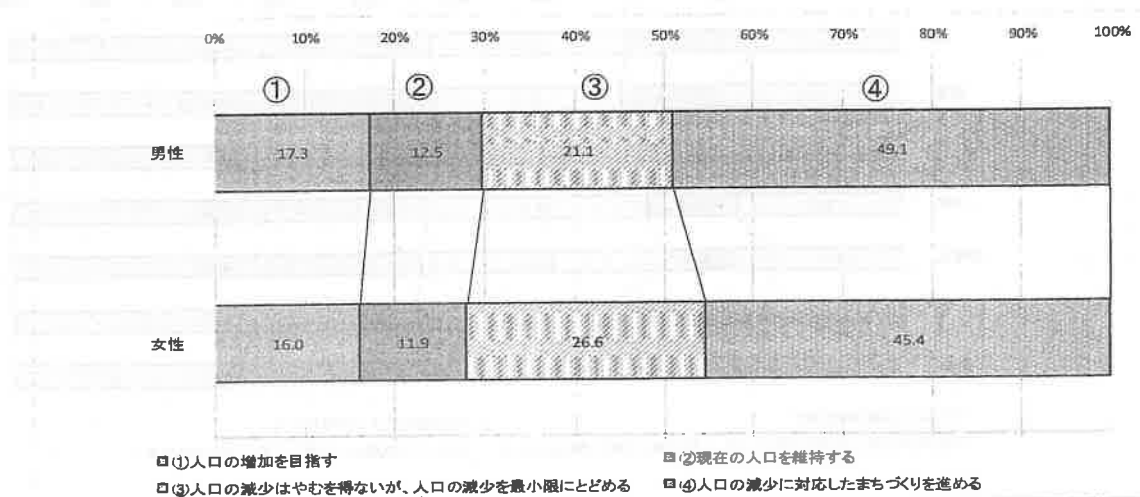 0% 10% 20% 30% 40% 50% 60% 70% 80% 90% 100%
① ② ③ ④
男性 17.3 12.5 21.1 49.1
女性 16.0 11.9 26.6 45.4
①人口の増加を目指す ②現在の人口を維持する
③人口の減少はやむを得ないが、人口の減少を最小限にとどめる ④人口の減少に対応したまちづくりを進める